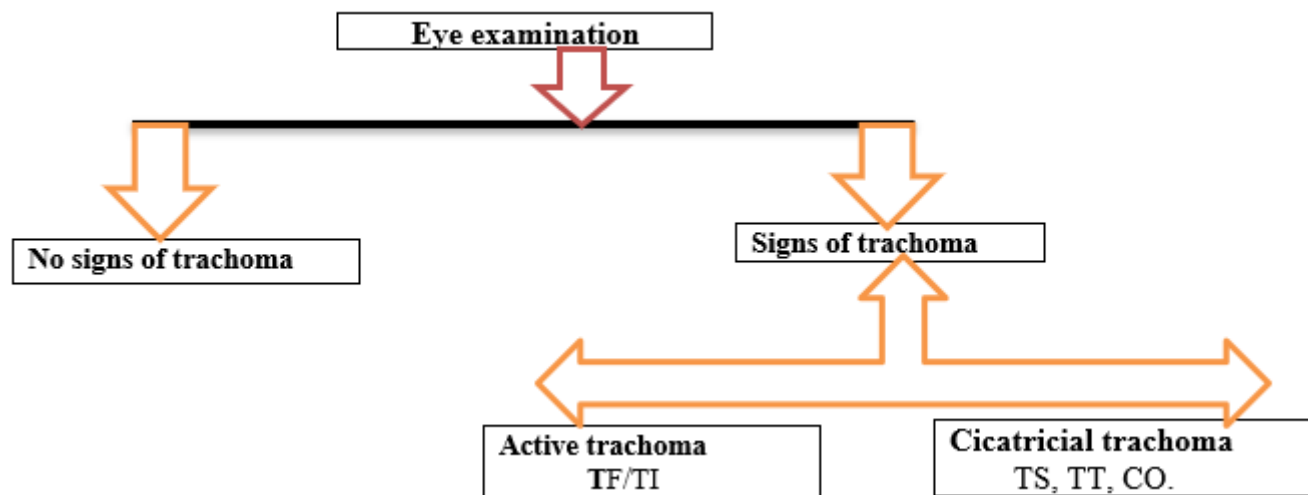 Eye examination
No signs of trachoma
Signs of trachoma
Active trachoma
TF/TI
Cicatricial trachoma
TS, TT, CO.